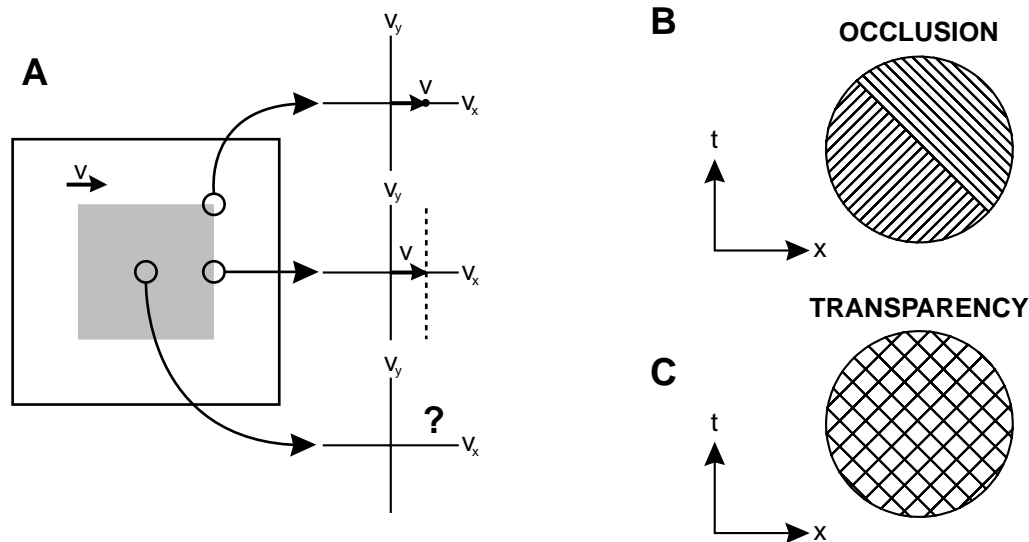 A
v
v_y
v
v_x
v_y
v
v_x
v_y
?
v_x
B
OCCLUSION
t
x
TRANSPARENCY
C
t
x